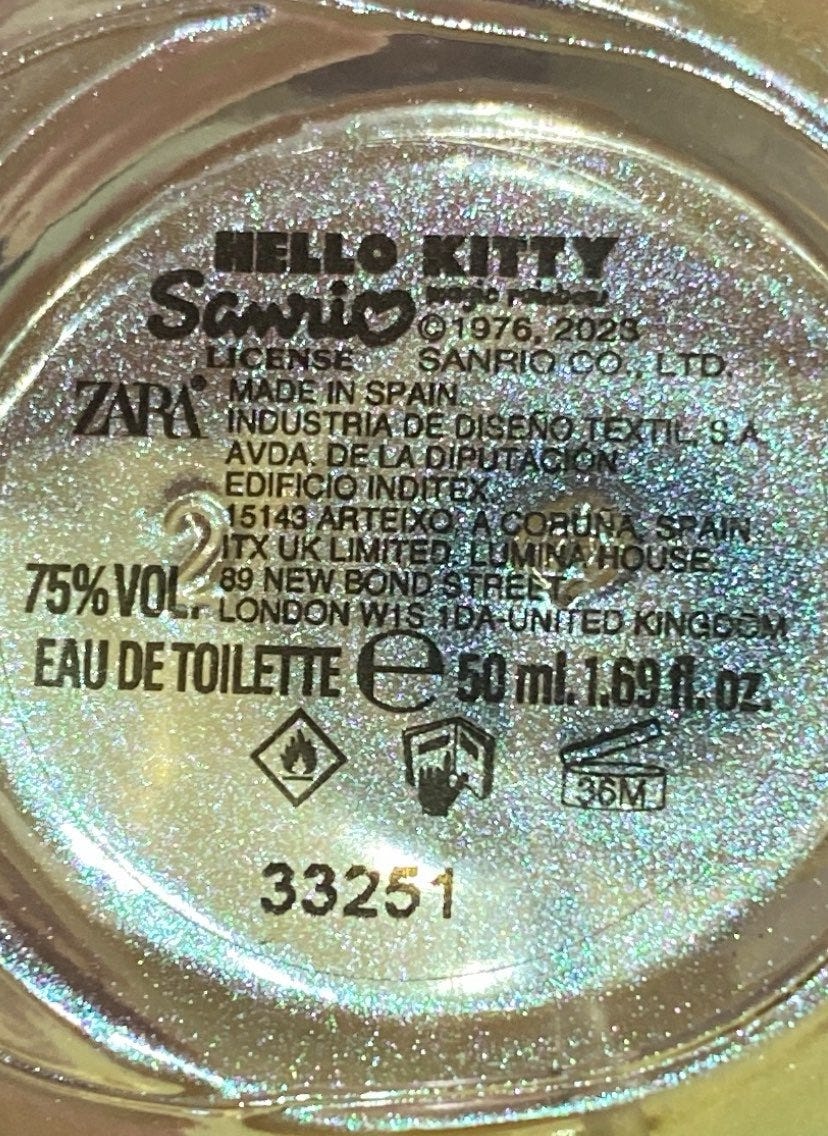 HELLO KITTY
magic rainbow
Sanrio ©1976, 2023
LICENSE SANRIO CO., LTD.
ZARA® MADE IN SPAIN.
INDUSTRIA DE DISEÑO TEXTIL. S.A.
AVDA. DE LA DIPUTACIÓN
EDIFICIO INDITEX
15143 ARTEIXO A CORUÑA, SPAIN.
ITX UK LIMITED, LUMINA HOUSE.
89 NEW BOND STREET.
75% VOL. LONDON W1S 1DA-UNITED KINGDOM
EAU DE TOILETTE ℮ 50 ml. 1.69 fl. oz.
36M
33251